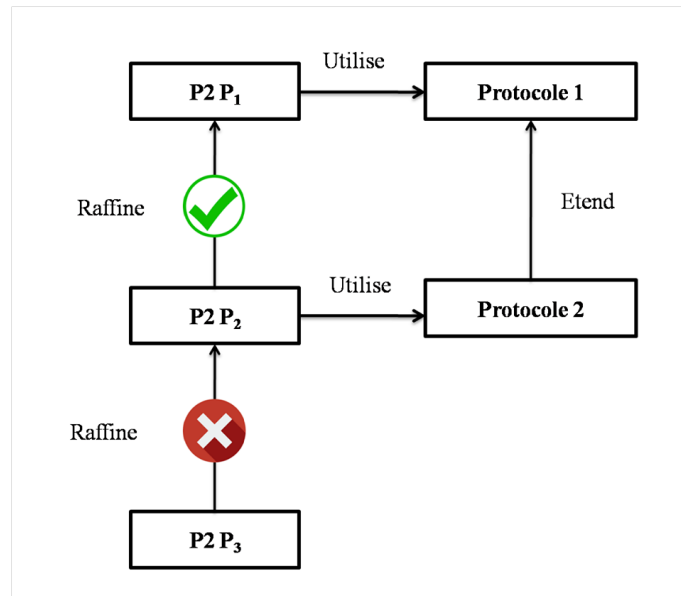 Utilise
P2 P₁
Protocole 1
Raffine
Etend
Utilise
P2 P₂
Protocole 2
Raffine
P2 P₃